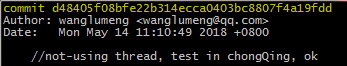 commit d48405f08bfe22b314ecca0403bc8807f4a19fdd
Author: wanglumeng <wanglumeng@qq.com>
Date:   Mon May 14 11:10:49 2018 +0800
//not-using thread, test in chongQing, ok